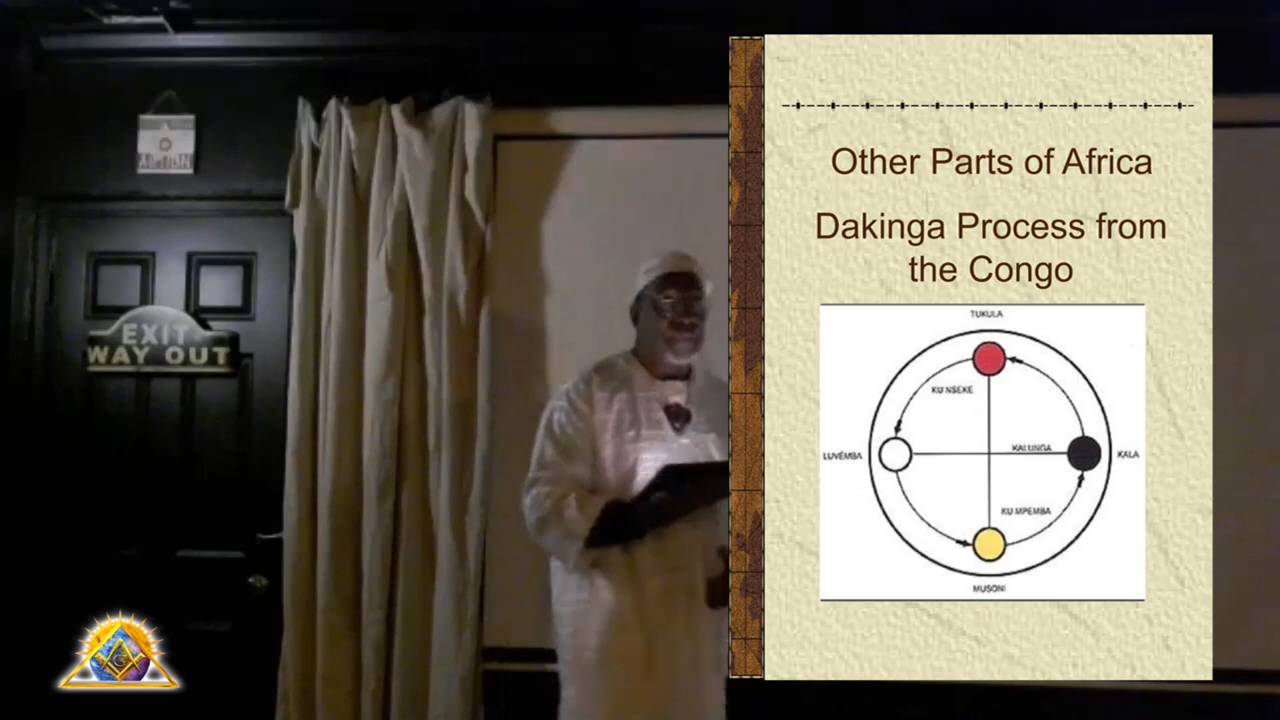 EXIT
WAY OUT
Other Parts of Africa
Dakinga Process from
the Congo
TUKULA
KU NSEKE
LUVÉMBA
KALUNGA
KALA
KU MPEMBA
MUSONI
G